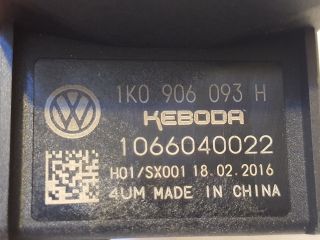 1K0 906 093 H
KEBODA
1066040022
H01/SX001 18.02.2016
4UM MADE IN CHINA